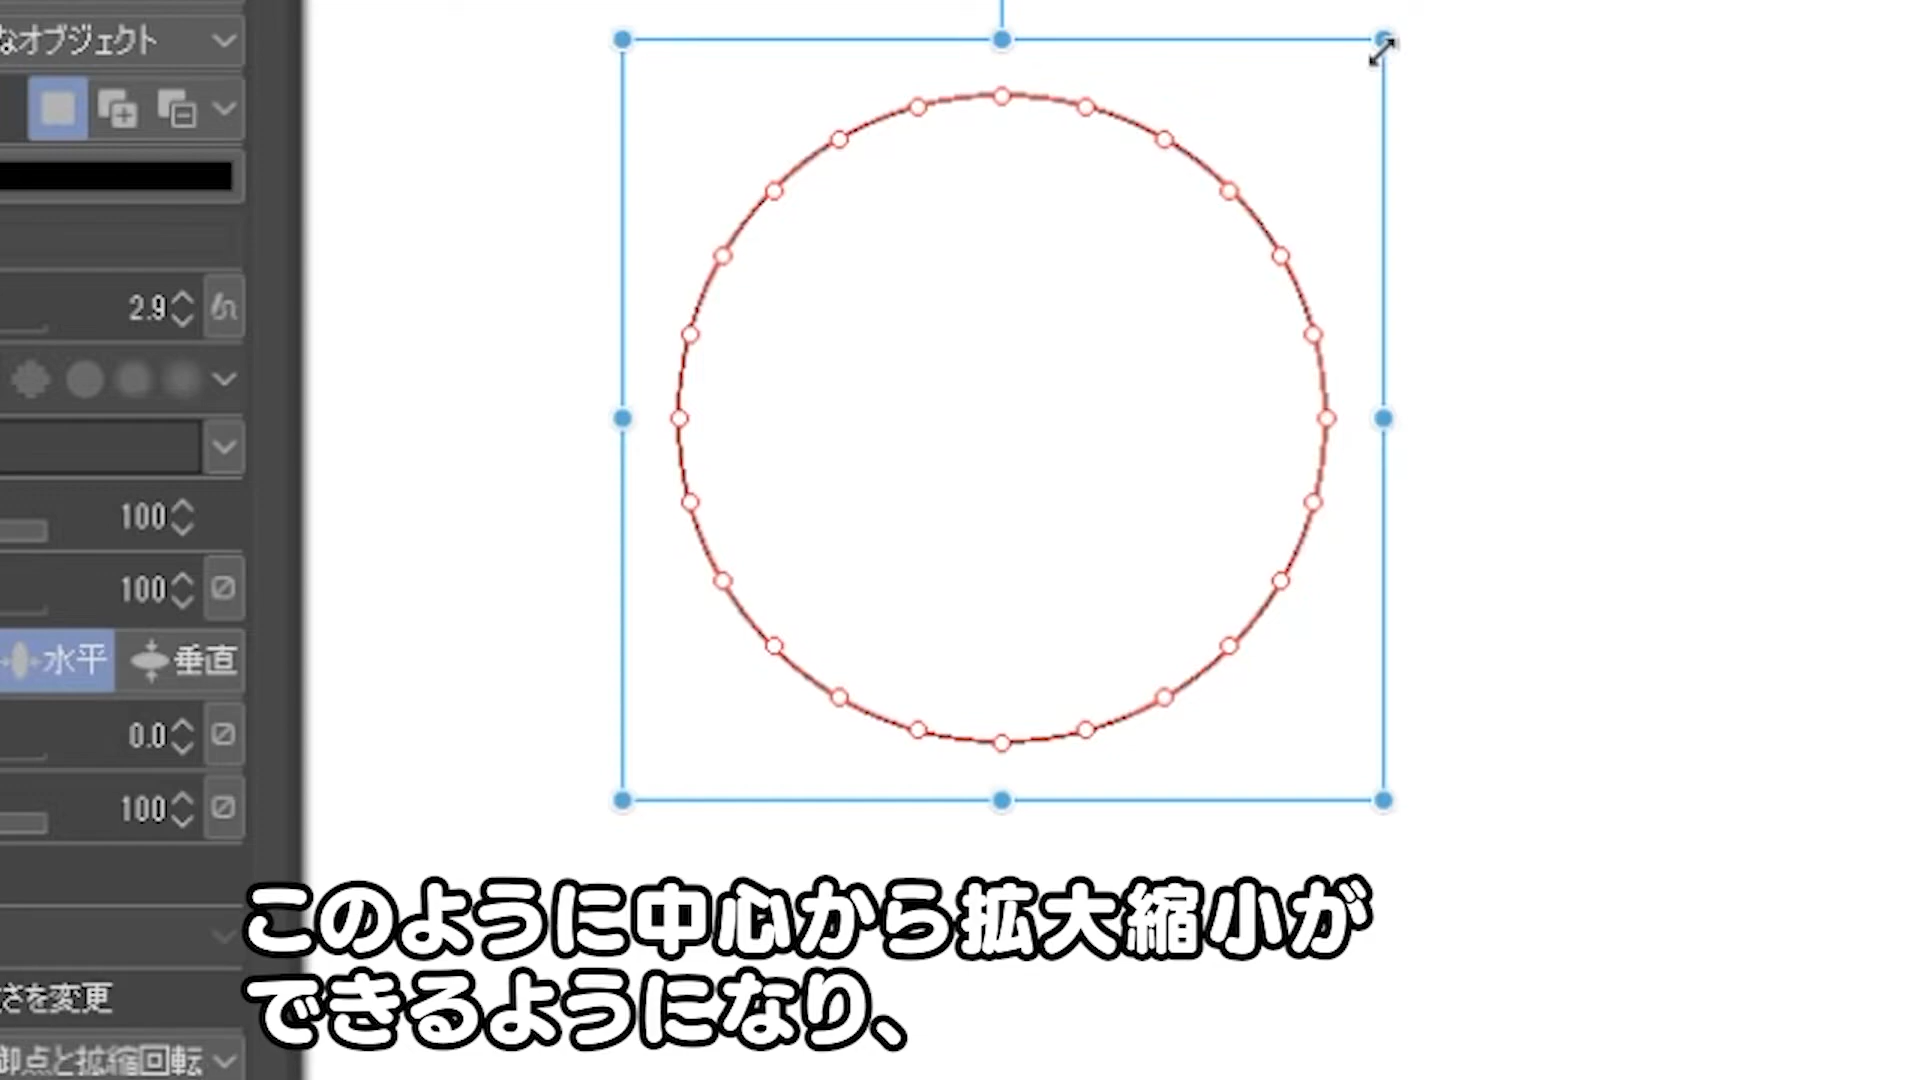 なオブジェクト
2.9
100
100
水平 垂直
0.0
100
さを変更
御点と拡縮回転
このように中心から拡大縮小が
できるようになり、